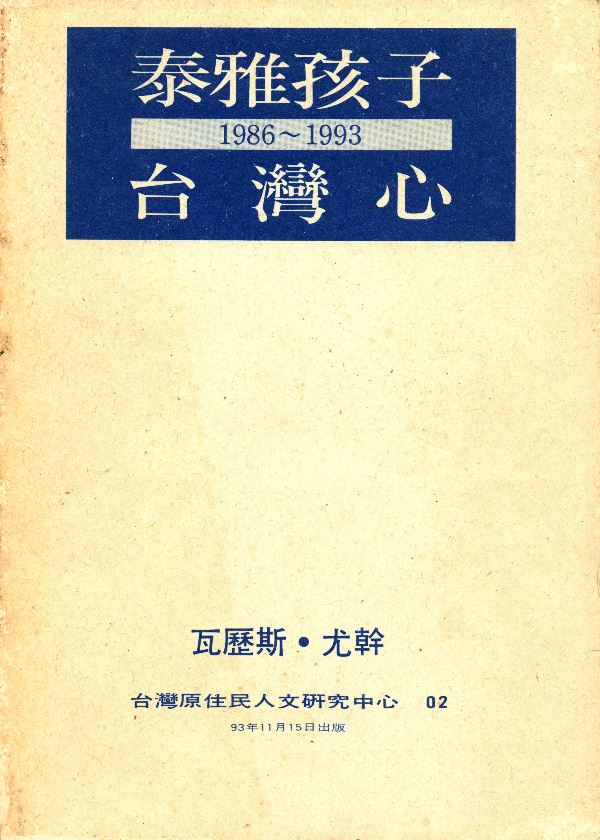 泰雅孩子
1986～1993
台灣心
瓦歷斯•尤幹
台灣原住民人文研究中心 02
93年11月15日出版